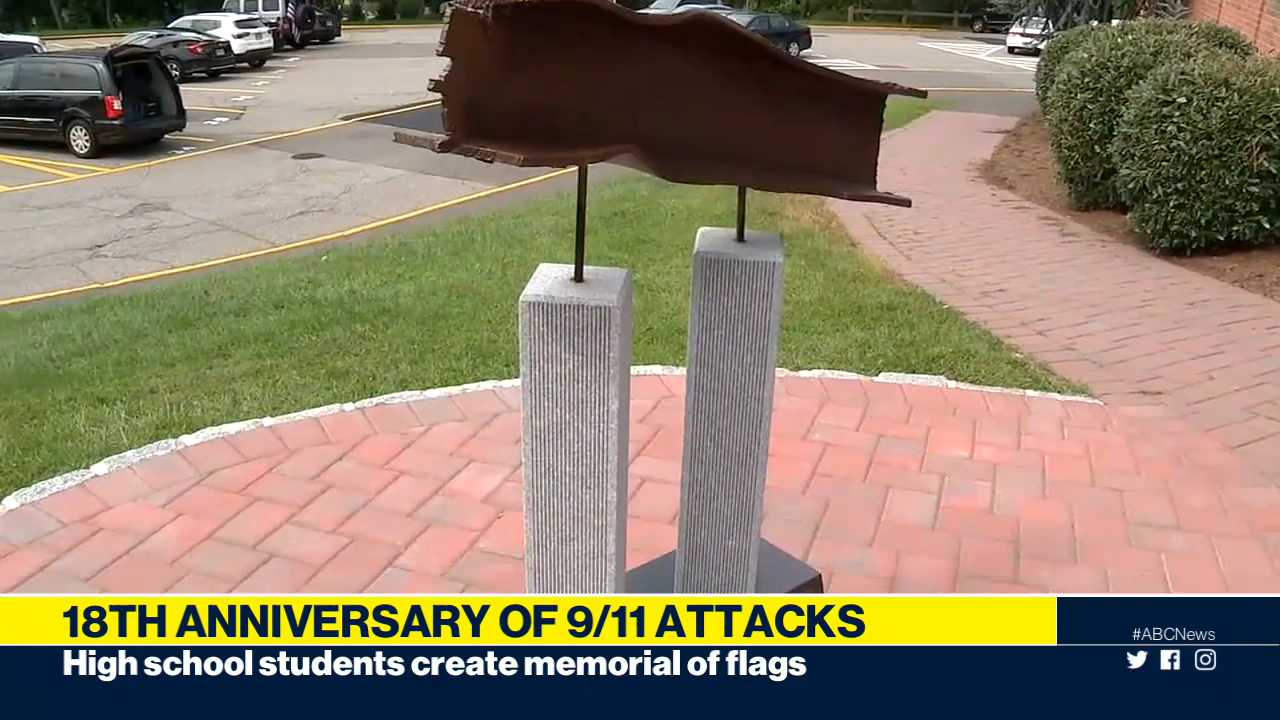 18TH ANNIVERSARY OF 9/11 ATTACKS
#ABCNews
High school students create memorial of flags